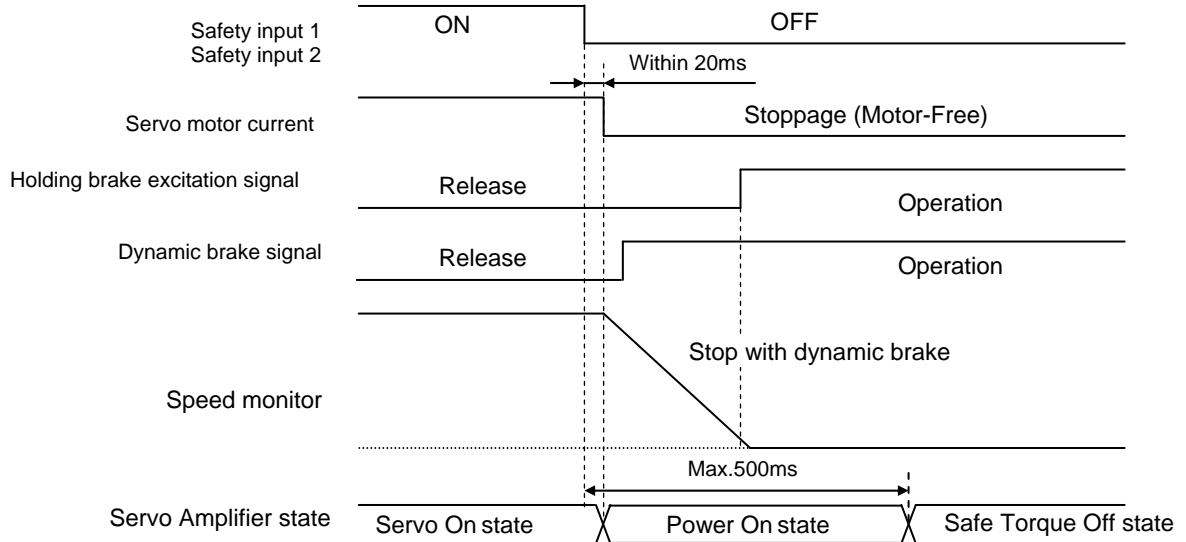 Safety input 1
Safety input 2
ON
OFF
Within 20ms
Servo motor current
Stoppage (Motor-Free)
Holding brake excitation signal
Release
Operation
Dynamic brake signal
Release
Operation
Stop with dynamic brake
Speed monitor
Max.500ms
Servo Amplifier state
Servo On state
Power On state
Safe Torque Off state